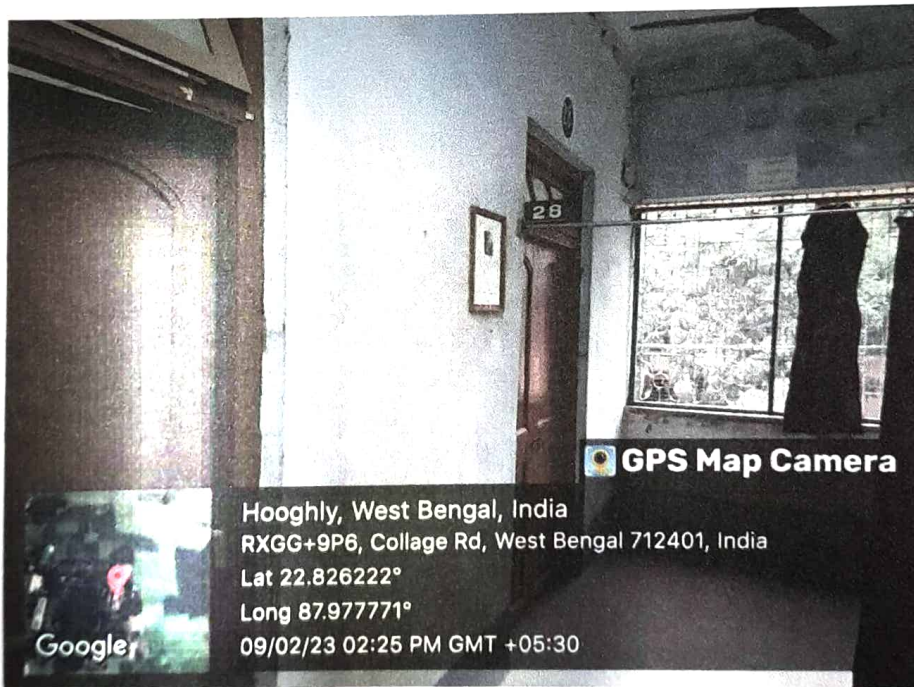 28
GPS Map Camera
Hooghly, West Bengal, India
RXGG+9P6, Collage Rd, West Bengal 712401, India
Lat 22.826222°
Long 87.977771°
09/02/23 02:25 PM GMT +05:30
Google